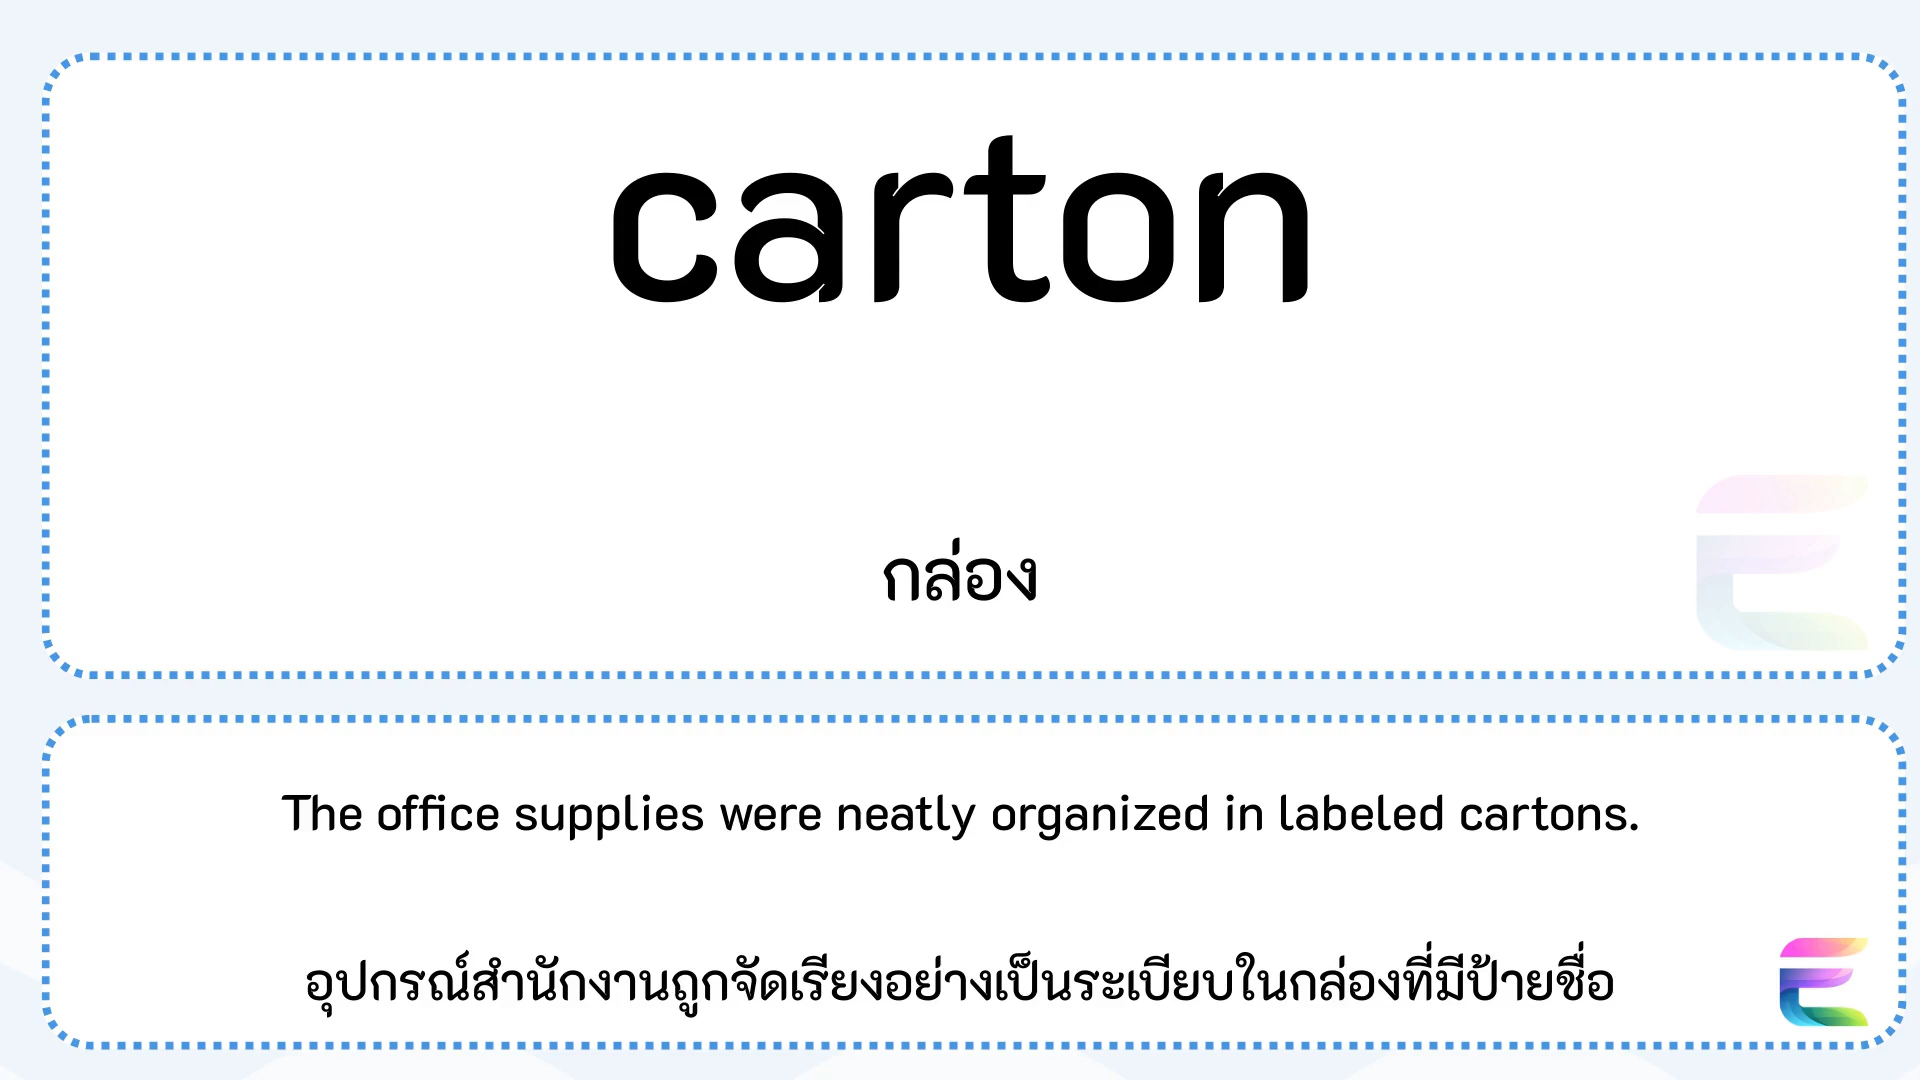 carton
กล่อง
The office supplies were neatly organized in labeled cartons.
อุปกรณ์สำนักงานถูกจัดเรียงอย่างเป็นระเบียบในกล่องที่มีป้ายชื่อ